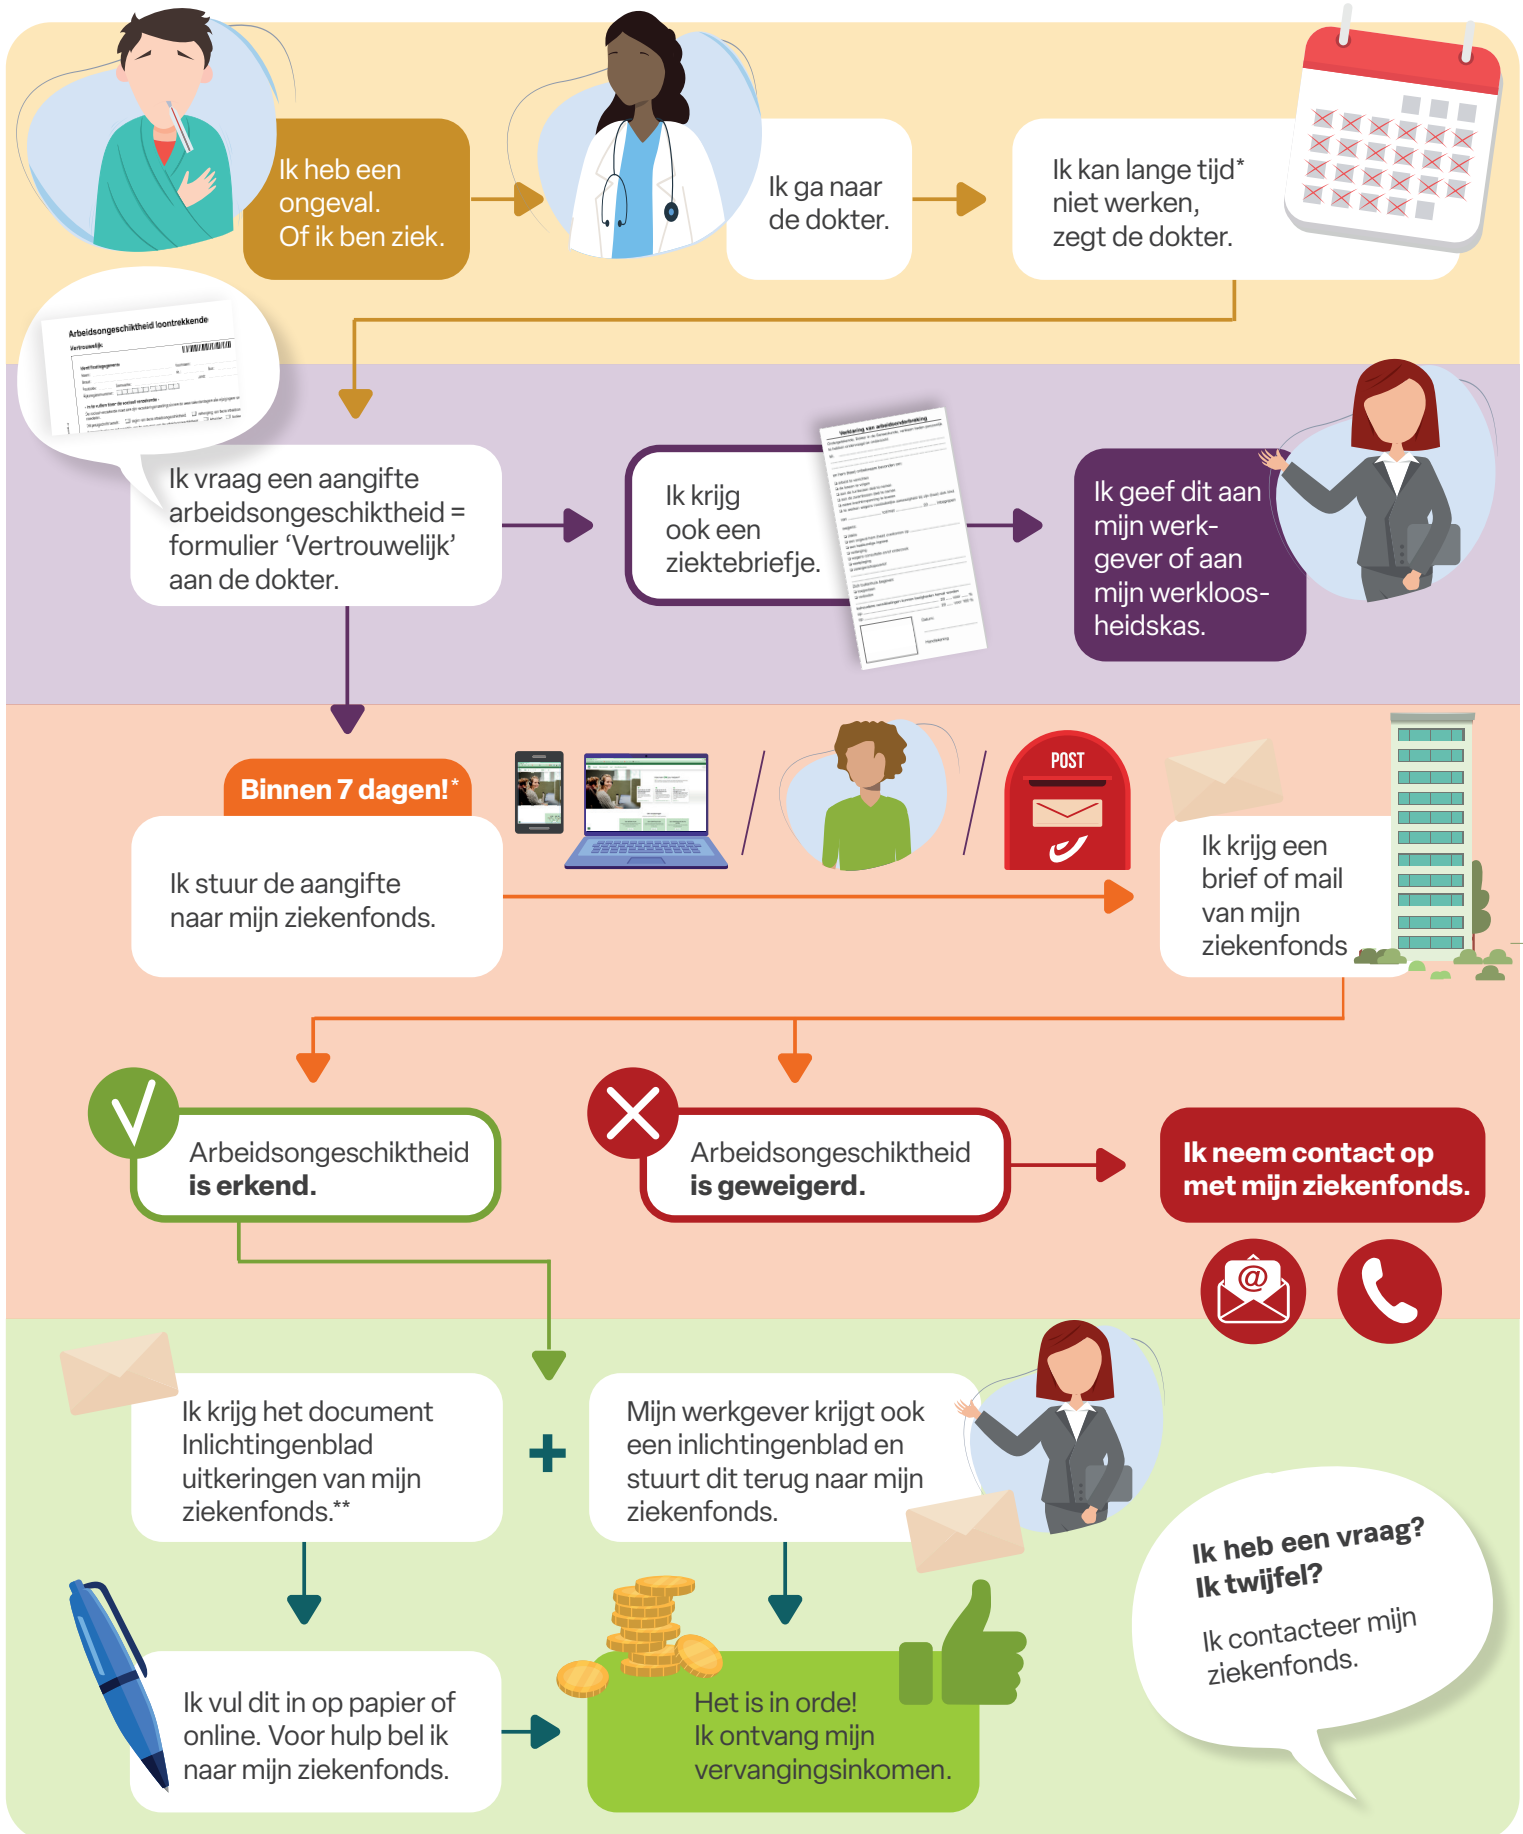 Ik heb een
ongeval.
Of ik ben ziek.
Ik ga naar
de dokter.
Ik kan lange tijd*
niet werken,
zegt de dokter.
Arbeidsongeschiktheid loontrekkende
Vertrouwelijk
Ik vraag een aangifte
arbeidsongeschiktheid =
formulier ‘Vertrouwelijk’
aan de dokter.
Ik krijg
ook een
ziektebriefje.
Verklaring van arbeidsonderbreking
Ik geef dit aan
mijn werk-
gever of aan
mijn werkloos-
heidskas.
Binnen 7 dagen!*
Ik stuur de aangifte
naar mijn ziekenfonds.
POST
Ik krijg een
brief of mail
van mijn
ziekenfonds
Arbeidsongeschiktheid
is erkend.
Arbeidsongeschiktheid
is geweigerd.
Ik neem contact op
met mijn ziekenfonds.
@
Ik krijg het document
Inlichtingenblad
uitkeringen van mijn
ziekenfonds.**
+
Mijn werkgever krijgt ook
een inlichtingenblad en
stuurt dit terug naar mijn
ziekenfonds.
Ik vul dit in op papier of
online. Voor hulp bel ik
naar mijn ziekenfonds.
Het is in orde!
Ik ontvang mijn
vervangingsinkomen.
Ik heb een vraag?
Ik twijfel?
Ik contacteer mijn
ziekenfonds.